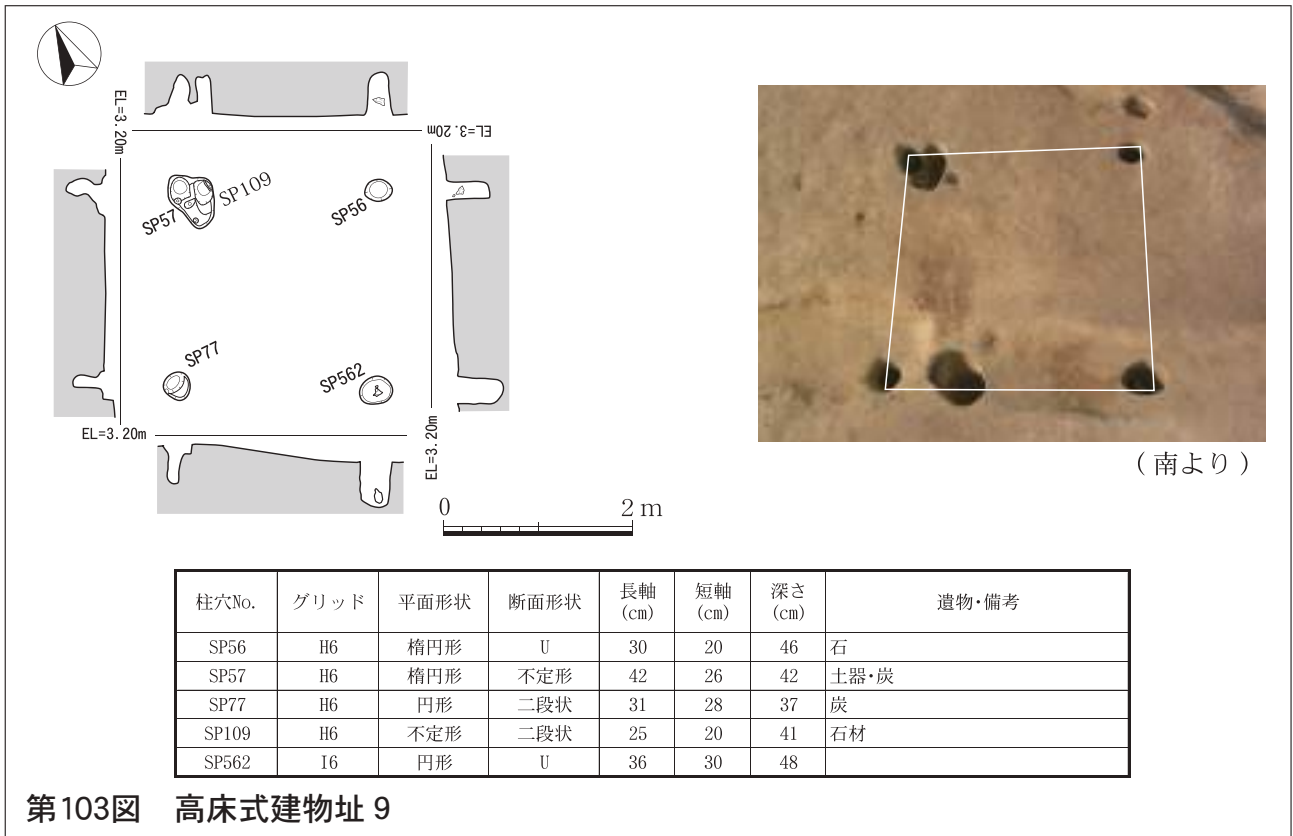 EL=3.20m
EL=3.20m
SP57
SP109
SP56
SP77
SP562
EL=3.20m
EL=3.20m
0 2 m
(南より)
柱穴No. グリッド 平面形状 断面形状 長軸(cm) 短軸(cm) 深さ(cm) 遺物・備考
SP56 H6 楕円形 U 30 20 46 石
SP57 H6 楕円形 不定形 42 26 42 土器・炭
SP77 H6 円形 二段状 31 28 37 炭
SP109 H6 不定形 二段状 25 20 41 石材
SP562 I6 円形 U 36 30 48
第103図 高床式建物址 9